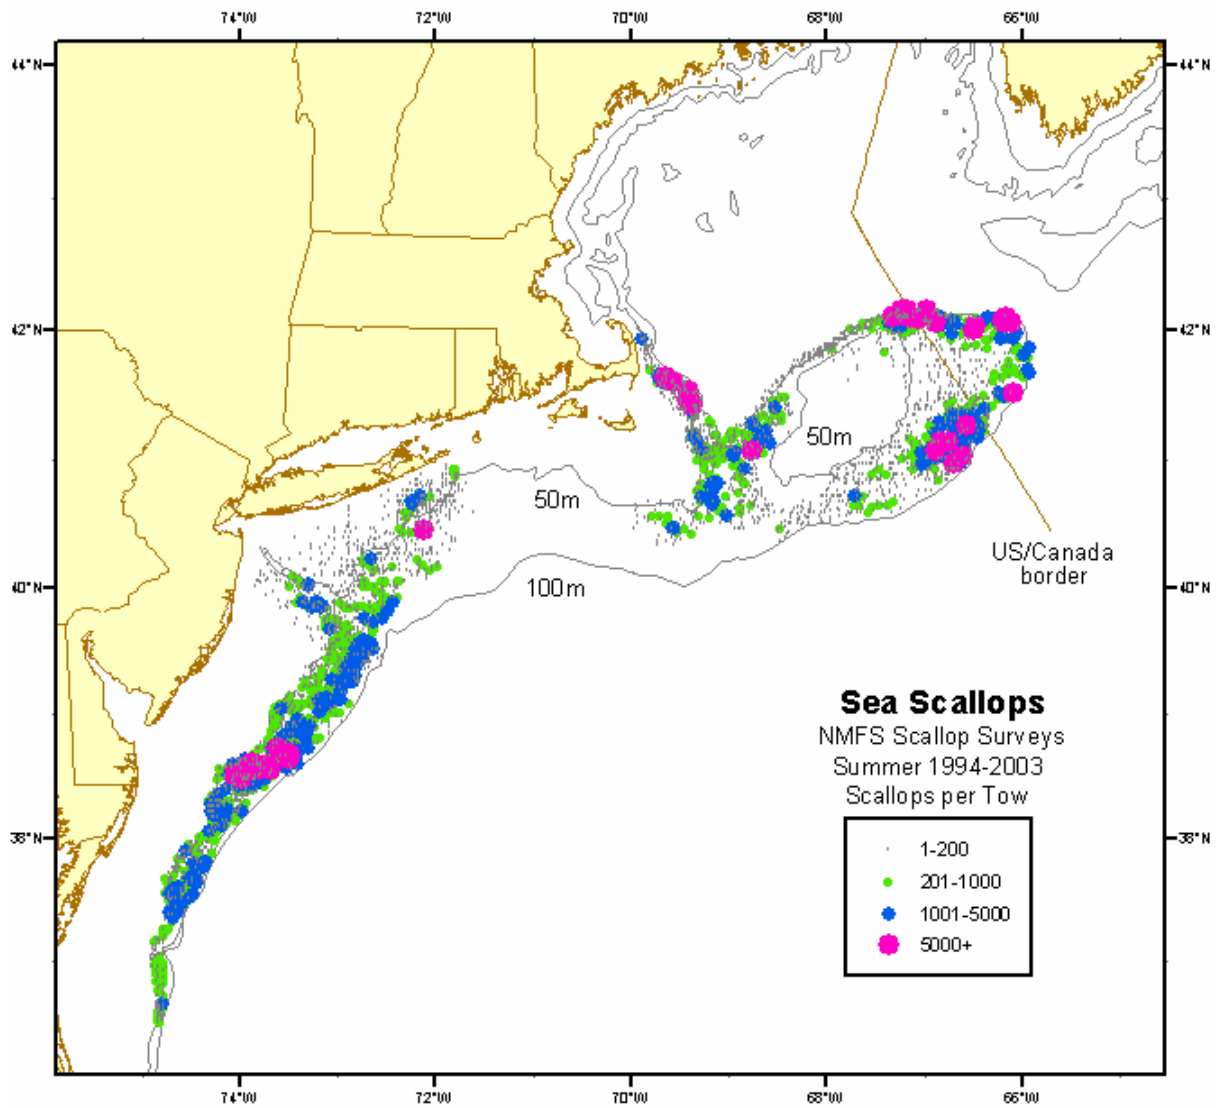 74°W 72°W 70°W 68°W 66°W
44°N 44°N
42°N 42°N
50m
50m
US/Canada
border
40°N 40°N
100m
Sea Scallops
NMFS Scallop Surveys
Summer 1994-2003
Scallops per Tow
38°N 38°N
1-200
201-1000
1001-5000
5000+
74°W 72°W 70°W 68°W 66°W